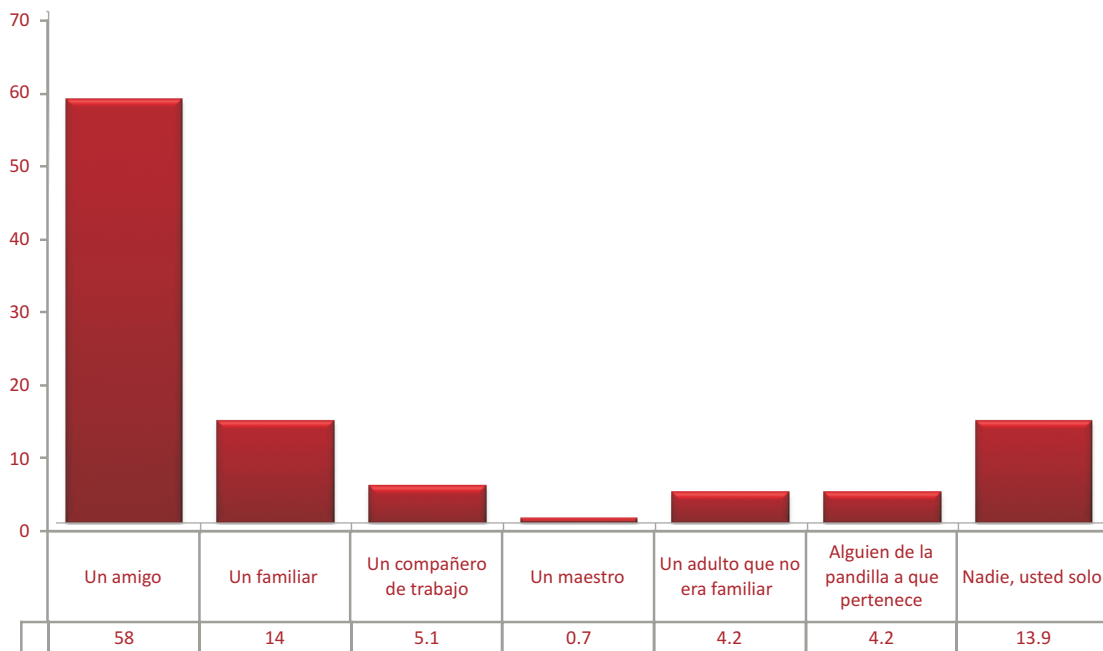 70
60
50
40
30
20
10
0
Un amigo
Un familiar
Un compañero
de trabajo
Un maestro
Un adulto que no
era familiar
Alguien de la
pandilla a que
pertenece
Nadie, usted solo
58
14
5.1
0.7
4.2
4.2
13.9